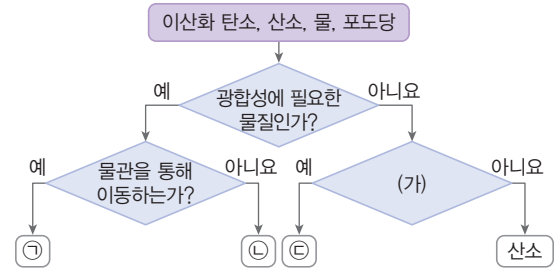 이산화 탄소, 산소, 물, 포도당
예
광합성에 필요한
물질인가?
아니요
예
물관을 통해
이동하는가?
아니요
예
(가)
아니요
㉠
㉡
㉢
산소